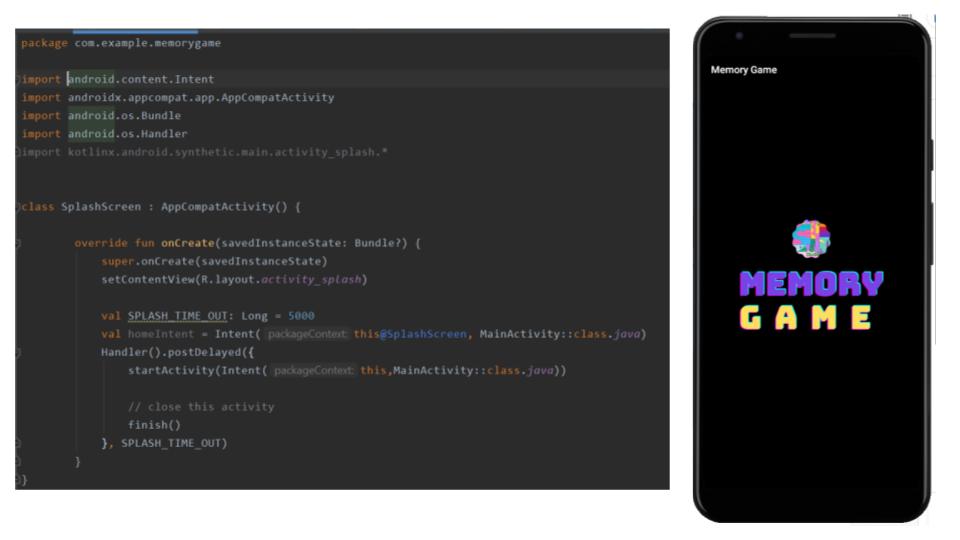 package com.example.memorygame
import android.content.Intent
import androidx.appcompat.app.AppCompatActivity
import android.os.Bundle
import android.os.Handler
import kotlinx.android.synthetic.main.activity_splash.*
class SplashScreen : AppCompatActivity() {
override fun onCreate(savedInstanceState: Bundle?) {
super.onCreate(savedInstanceState)
setContentView(R.layout.activity_splash)
val SPLASH_TIME_OUT: Long = 5000
val homeIntent = Intent( packageContext: this@SplashScreen, MainActivity::class.java)
Handler().postDelayed({
startActivity(Intent( packageContext: this,MainActivity::class.java))
// close this activity
finish()
}, SPLASH_TIME_OUT)
}
}
Memory Game
MEMORY
GAME